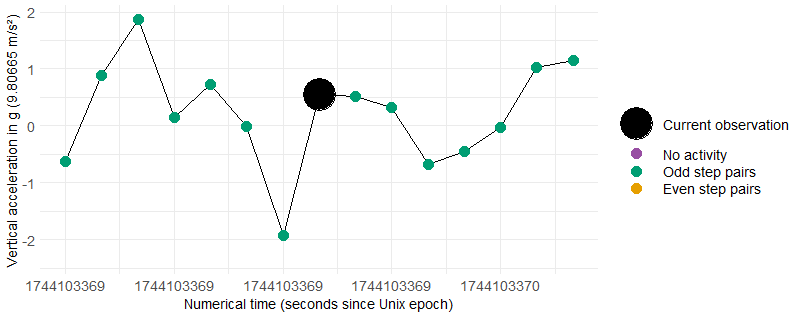 Vertical acceleration in g (9.80665 m/s²)
2
1
0
-1
-2
1744103369
1744103369
1744103369
1744103369
1744103370
Numerical time (seconds since Unix epoch)
Current observation
No activity
Odd step pairs
Even step pairs